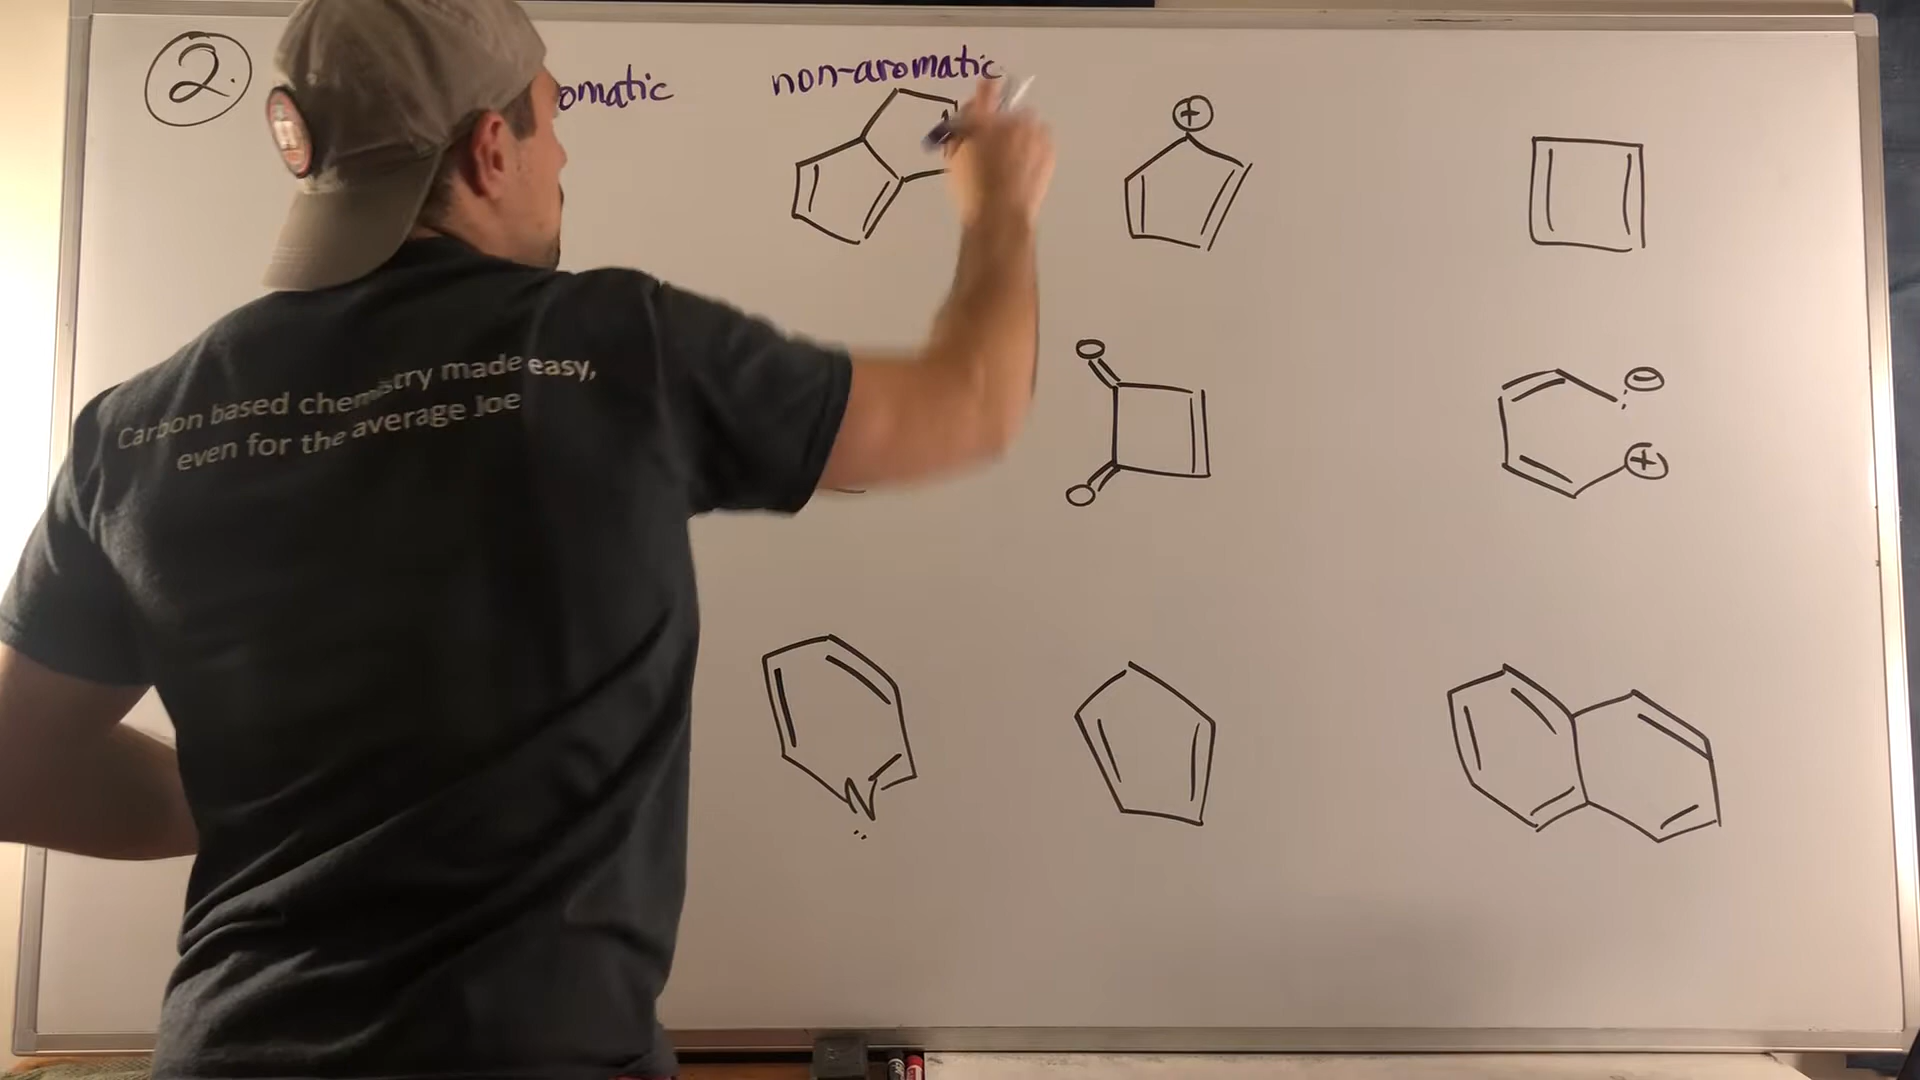 2.
omatic
non-aromatic
Carbon based chemistry made easy,
even for the average Joe
+
O
O
-
+
N